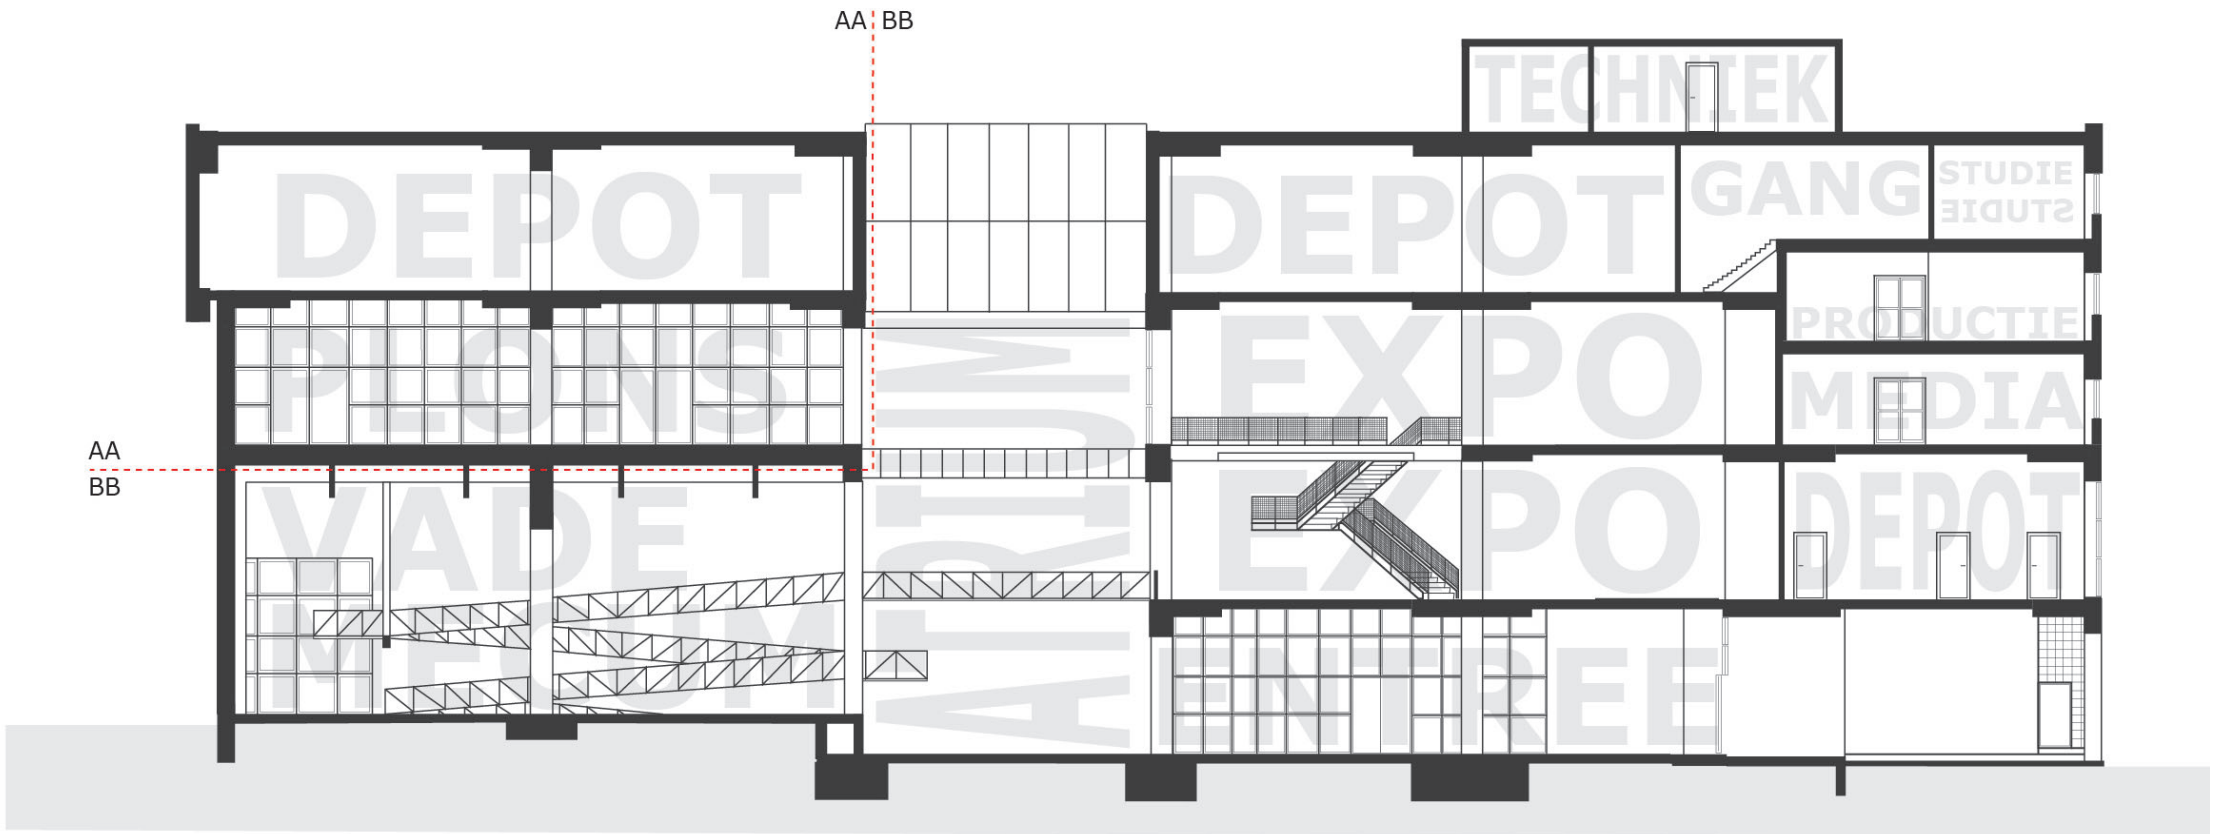 AA BB
TECHNIEK
DEPOT
DEPOT
GANG
STUDIE
STUDIE
PLONS
ATRIUM
EXPO
PRODUCTIE
MEDIA
AA
BB
VADE
MECUM
EXPO
DEPOT
ENTREE